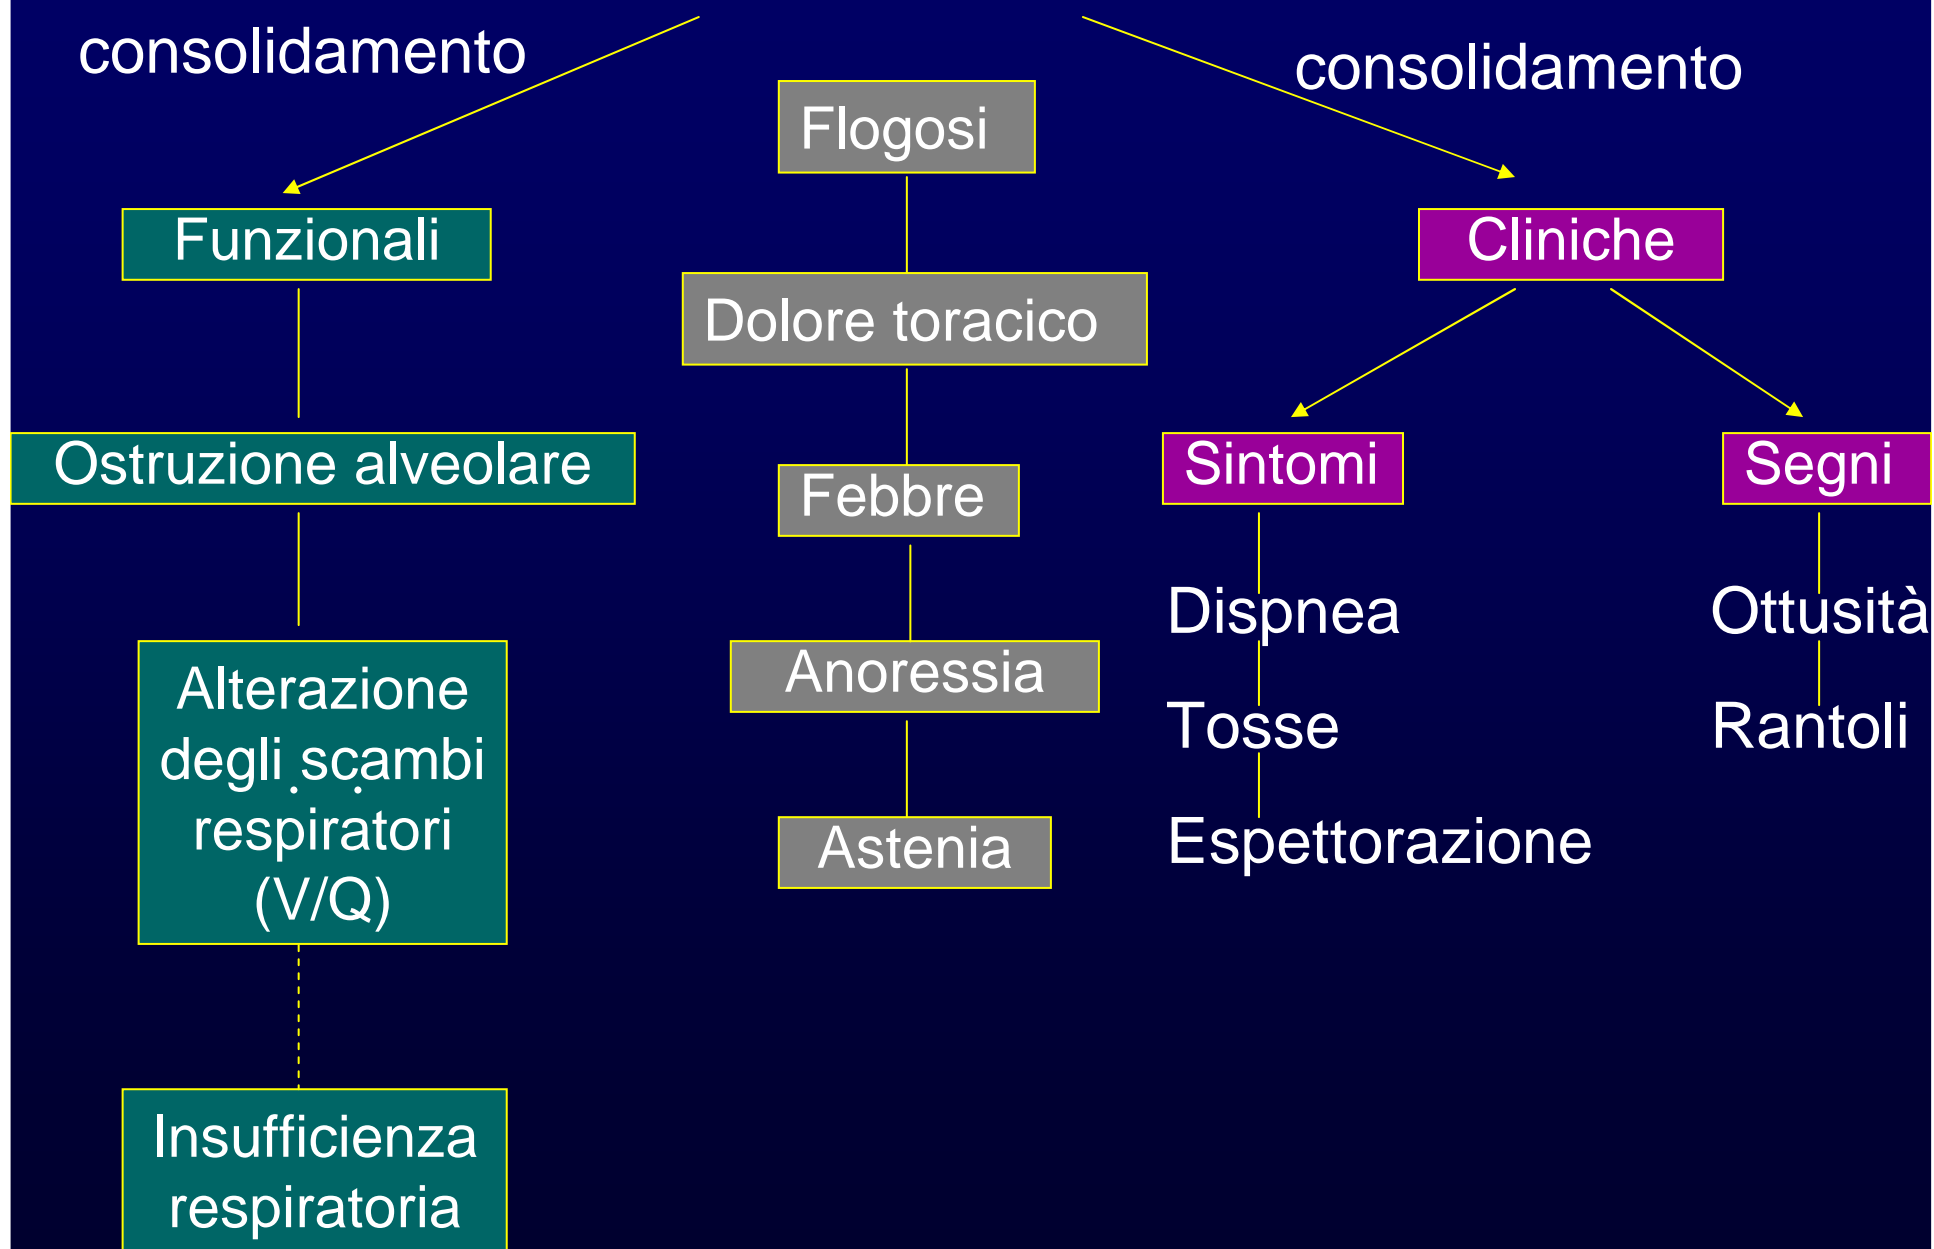 consolidamento
consolidamento
Flogosi
Funzionali
Cliniche
Dolore toracico
Ostruzione alveolare
Sintomi
Segni
Febbre
Dispnea
Ottusità
Alterazione
degli scambi
respiratori
(V/Q)
Anoressia
Tosse
Rantoli
Astenia
Espettorazione
Insufficienza
respiratoria